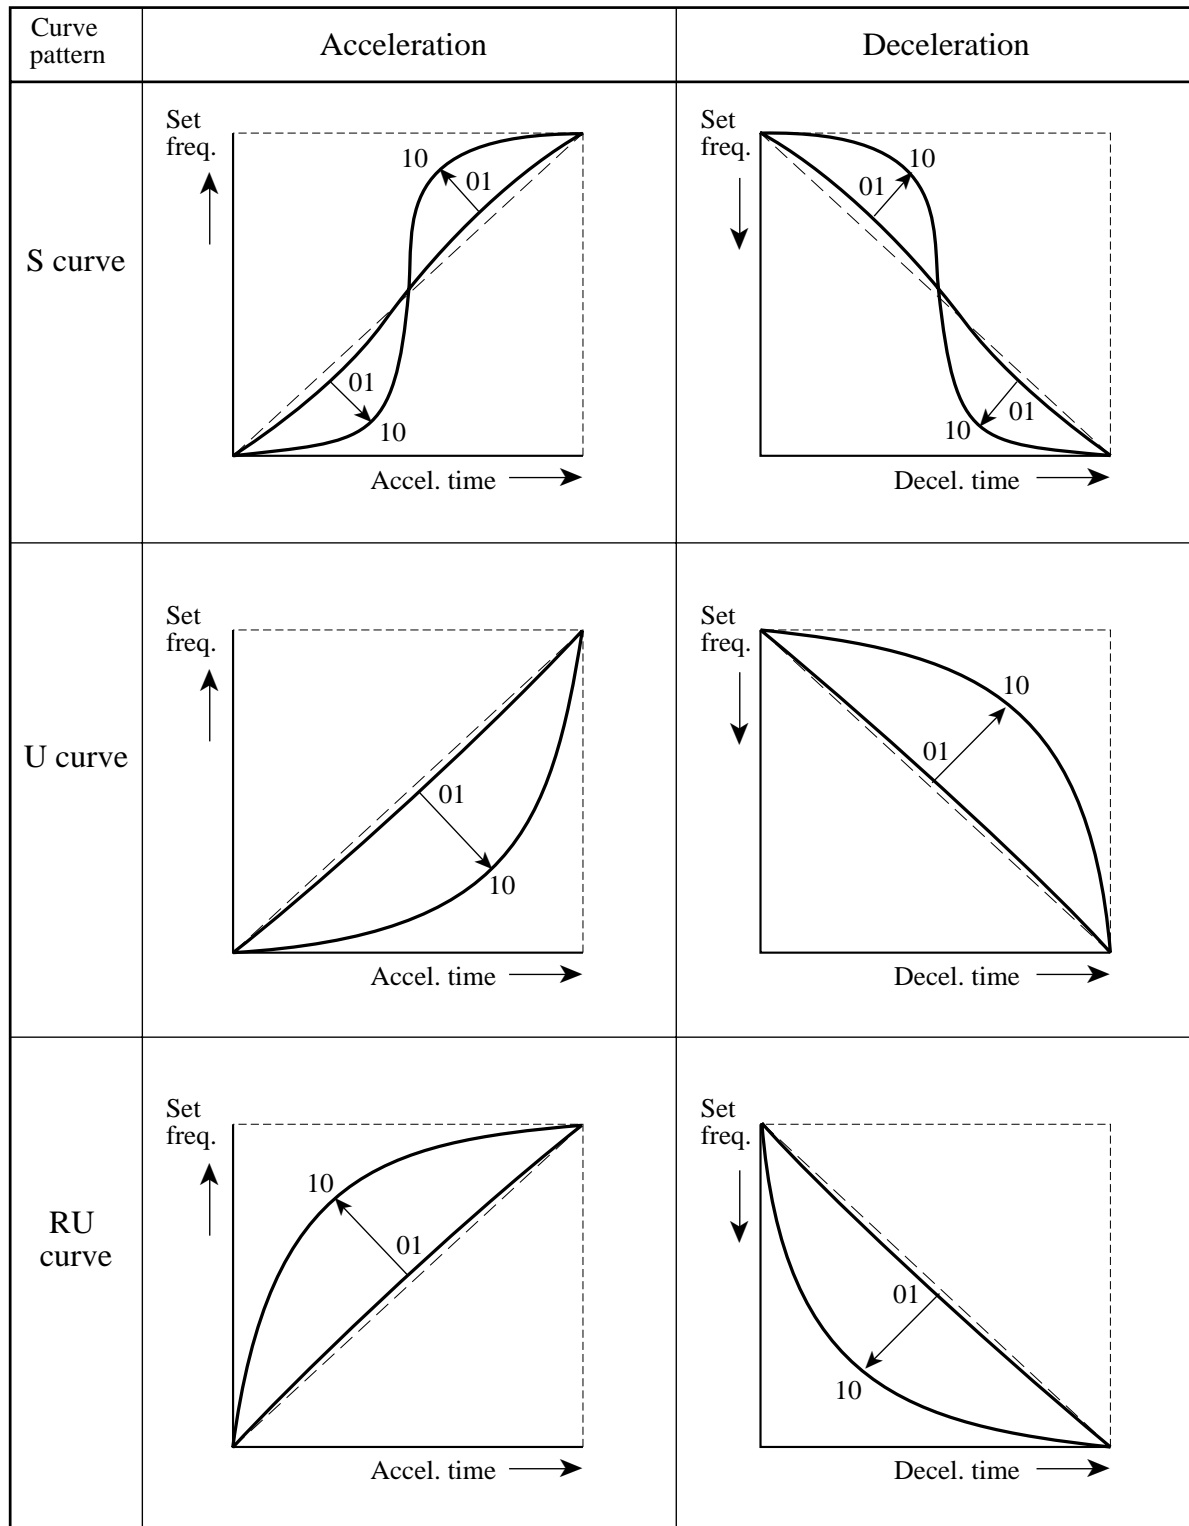 Curve
pattern
Acceleration
Deceleration
S curve
Set
freq.
10
01
01
10
Accel. time
Set
freq.
10
01
01
10
Decel. time
U curve
Set
freq.
01
10
Accel. time
Set
freq.
10
01
Decel. time
RU
curve
Set
freq.
10
01
Accel. time
Set
freq.
01
10
Decel. time